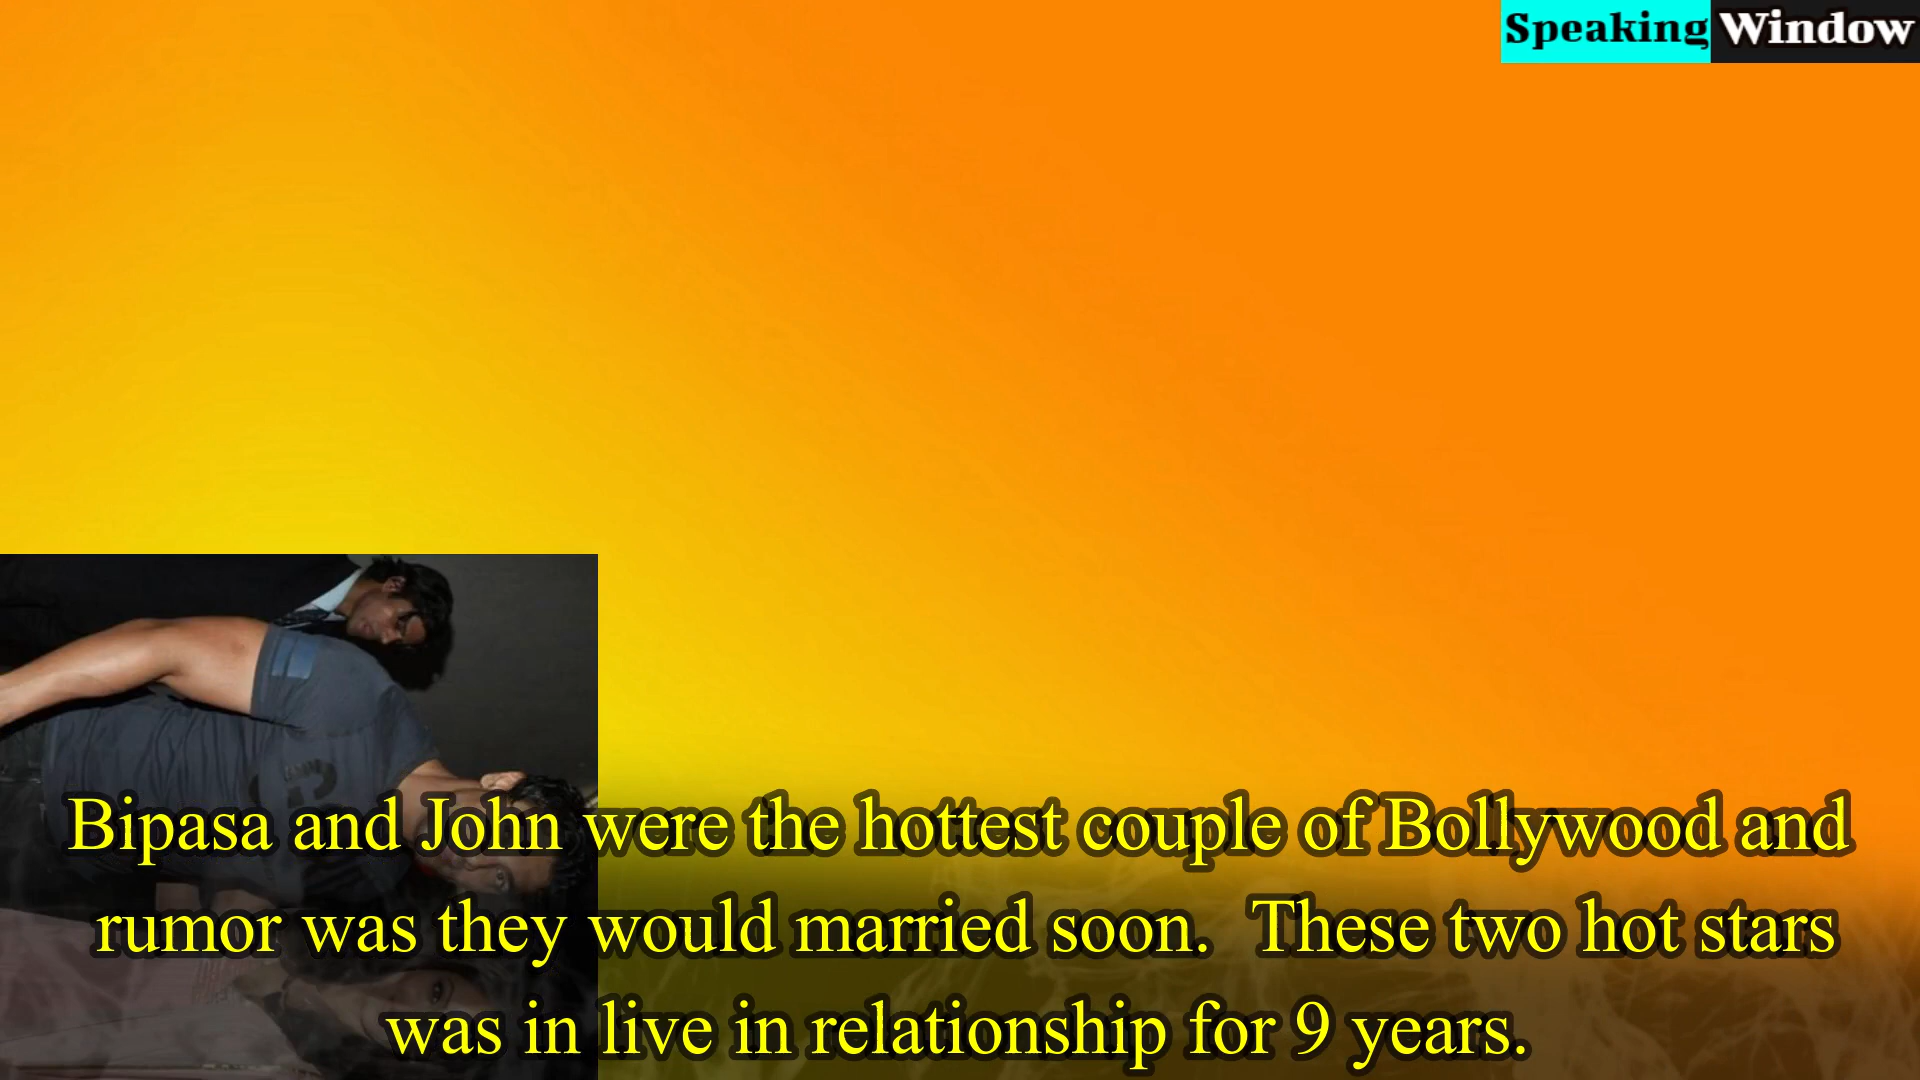 Speaking Window
Bipasa and John were the hottest couple of Bollywood and
rumor was they would married soon.  These two hot stars
was in live in relationship for 9 years.